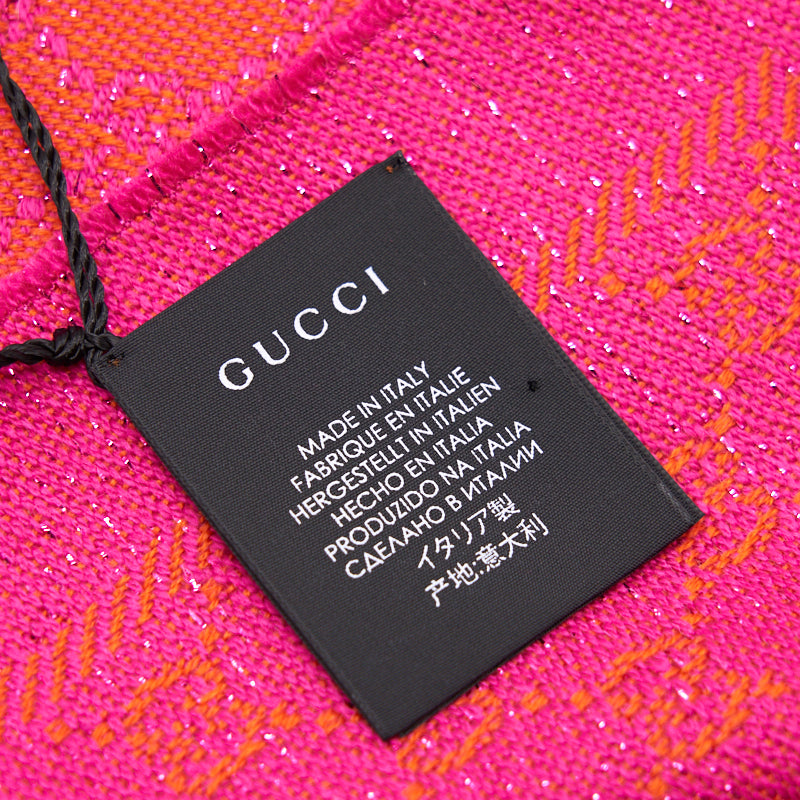 GUCCI
MADE IN ITALY
FABRIQUE EN ITALIE
HERGESTELLT IN ITALIEN
HECHO EN ITALIA
PRODUZIDO NA ITALIA
СДЕЛАНО В ИТАЛИИ
イタリア製
产地:意大利